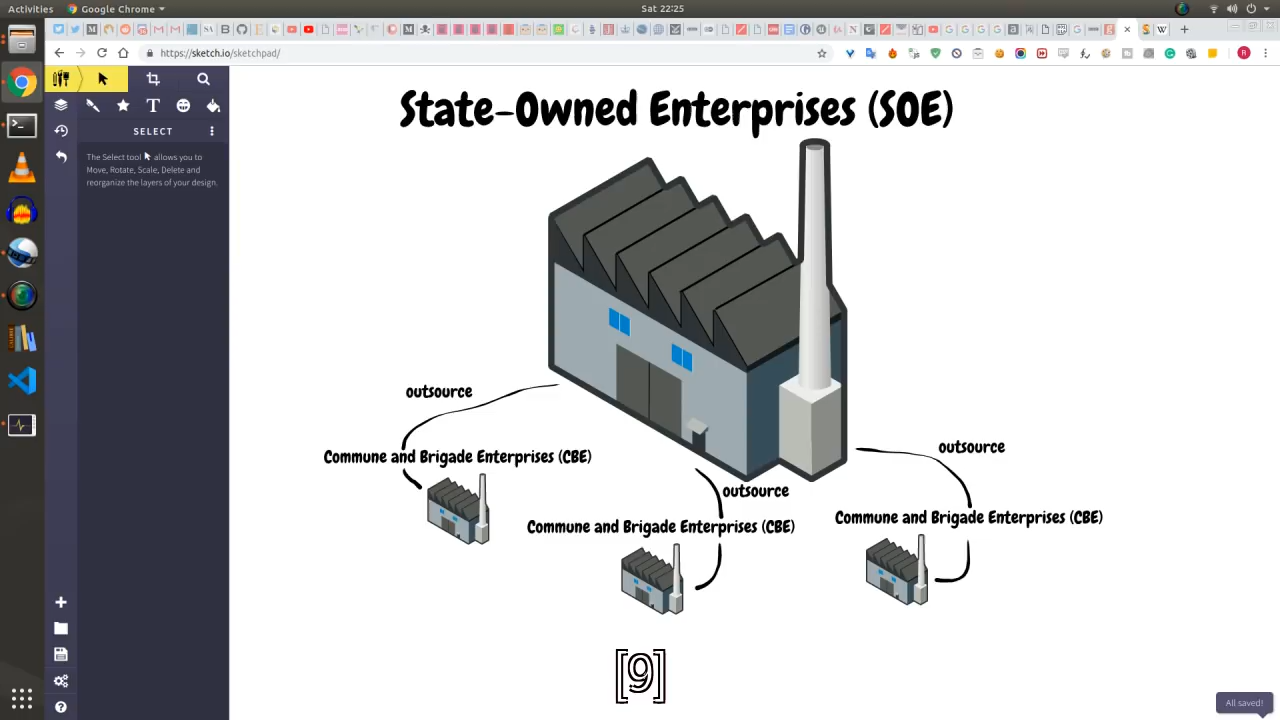 Activities
Google Chrome
Sat 22:25
https://sketch.io/sketchpad/
SELECT
The Select tool allows you to
Move, Rotate, Scale, Delete and
reorganize the layers of your design.
State-Owned Enterprises (SOE)
outsource
Commune and Brigade Enterprises (CBE)
outsource
Commune and Brigade Enterprises (CBE)
outsource
Commune and Brigade Enterprises (CBE)
[9]
All saved!